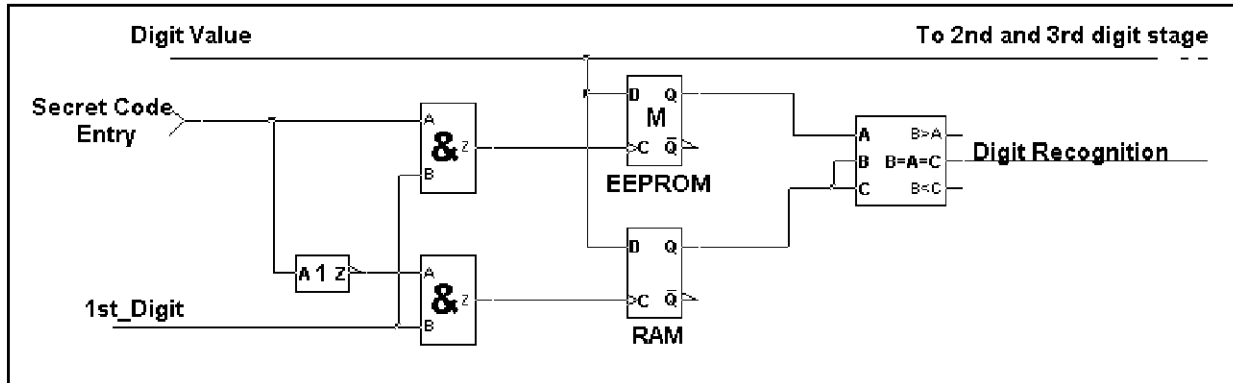 Digit Value
To 2nd and 3rd digit stage
Secret Code
Entry
A
&
Z
B
D Q
M
C Q̅
EEPROM
A B>A
B B=A=C
C B<C
Digit Recognition
A 1 Z
A
&
Z
B
1st_Digit
D Q
C Q̅
RAM